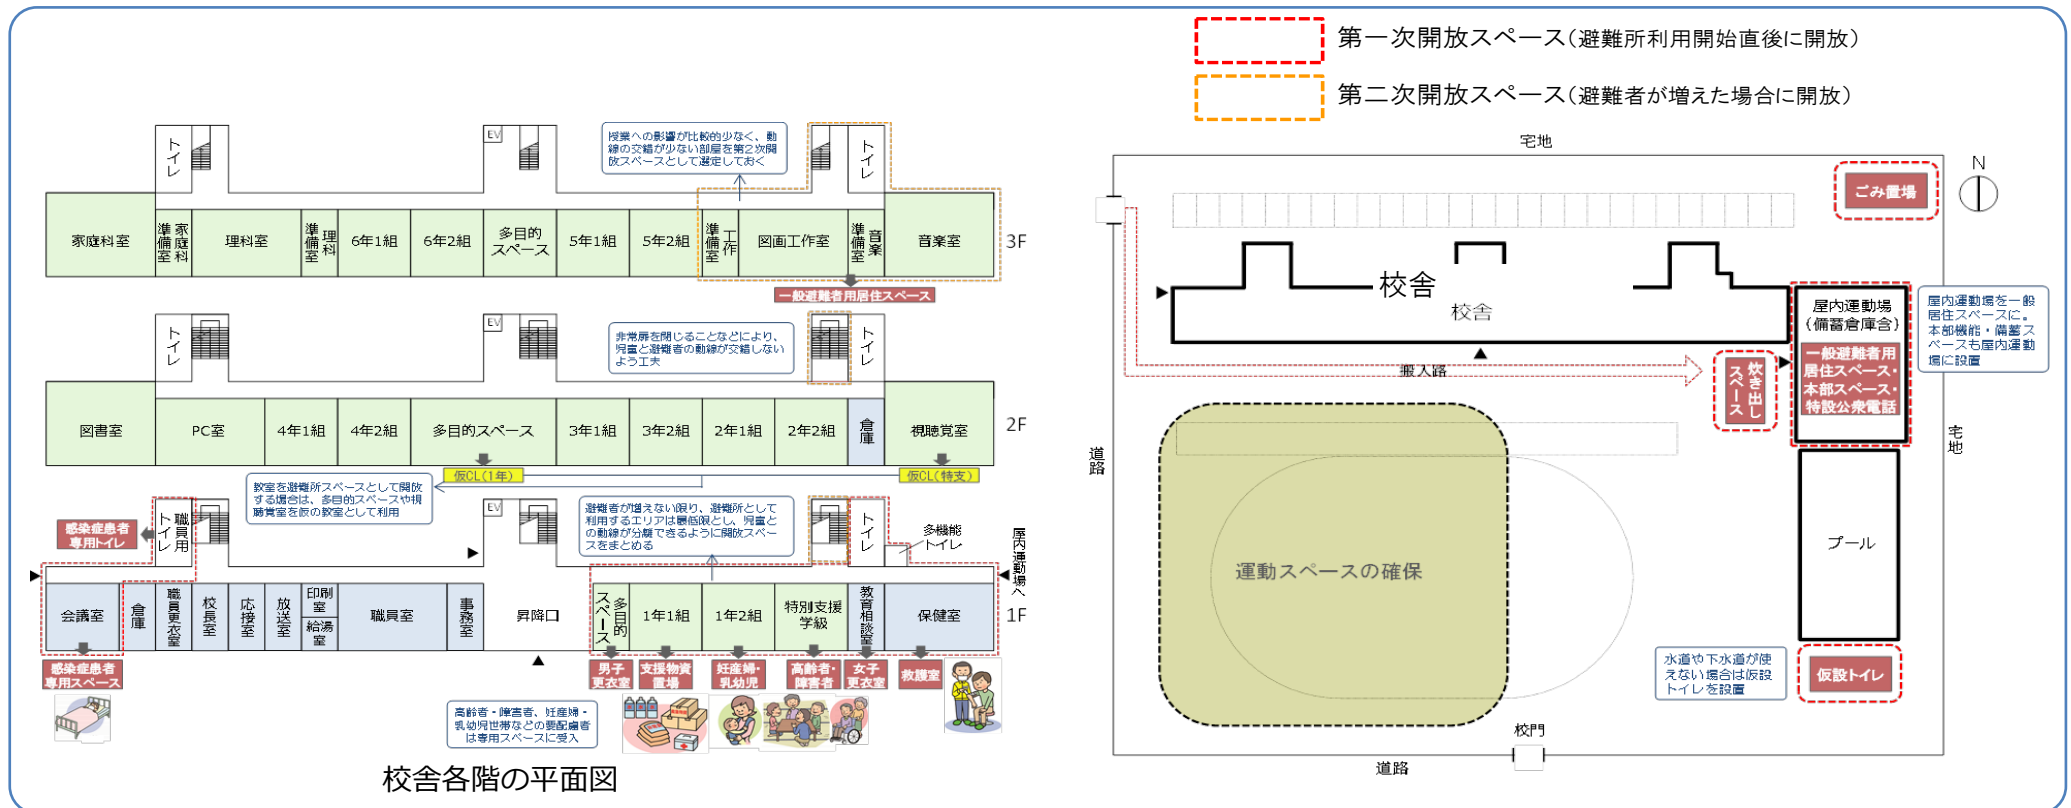 第一次開放スペース(避難所利用開始直後に開放)
第二次開放スペース(避難者が増えた場合に開放)
トイレ
EV
授業への影響が比較的少なく、動
線の交錯が少ない部屋を第2次開
放スペースとして選定しておく
トイレ
家庭科室
家庭科
準備室
理科室
理科
準備室
6年1組
6年2組
多目的
スペース
5年1組
5年2組
工作
準備室
図画工作室
音楽
準備室
音楽室
3F
一般避難者用居住スペース
トイレ
EV
非常扉を閉じることなどにより、
児童と避難者の動線が交錯しない
よう工夫
トイレ
図書室
PC室
4年1組
4年2組
多目的スペース
3年1組
3年2組
2年1組
2年2組
倉庫
視聴覚室
2F
仮CL(1年)
仮CL(特支)
教室を避難所スペースとして開放
する場合は、多目的スペースや視
聴覚室を仮の教室として利用
避難者が増えない限り、避難所として
利用するエリアは最低限とし、児童と
の動線が分離できるように開放スペー
スをまとめる
感染症患者
専用トイレ
職員用
トイレ
EV
トイレ
多機能
トイレ
屋内運動場へ
会議室
倉庫
職員更衣室
校長室
応接室
放送室
印刷
室
給湯
室
職員室
事務室
昇降口
多目的
スペース
1年1組
1年2組
特別支援
学級
教育相談室
保健室
1F
感染症患者
専用スペース
男子
更衣室
支援物資
置場
妊産婦・
乳幼児
高齢者・
障害者
女子
更衣室
救護室
高齢者・障害者、妊産婦・
乳幼児世帯などの要配慮者
は専用スペースに受入
校舎各階の平面図
宅地
N
ごみ置場
校舎
校舎
屋内運動場
(備蓄倉庫含)
一般避難者用
居住スペース・
本部スペース・
特設公衆電話
屋内運動場を一般
居住スペースに。
本部機能・備蓄ス
ペースも屋内運動
場に設置
搬入路
炊き出し
スペース
道路
宅地
運動スペースの確保
プール
水道や下水道が使
えない場合は仮設
トイレを設置
仮設トイレ
校門
道路